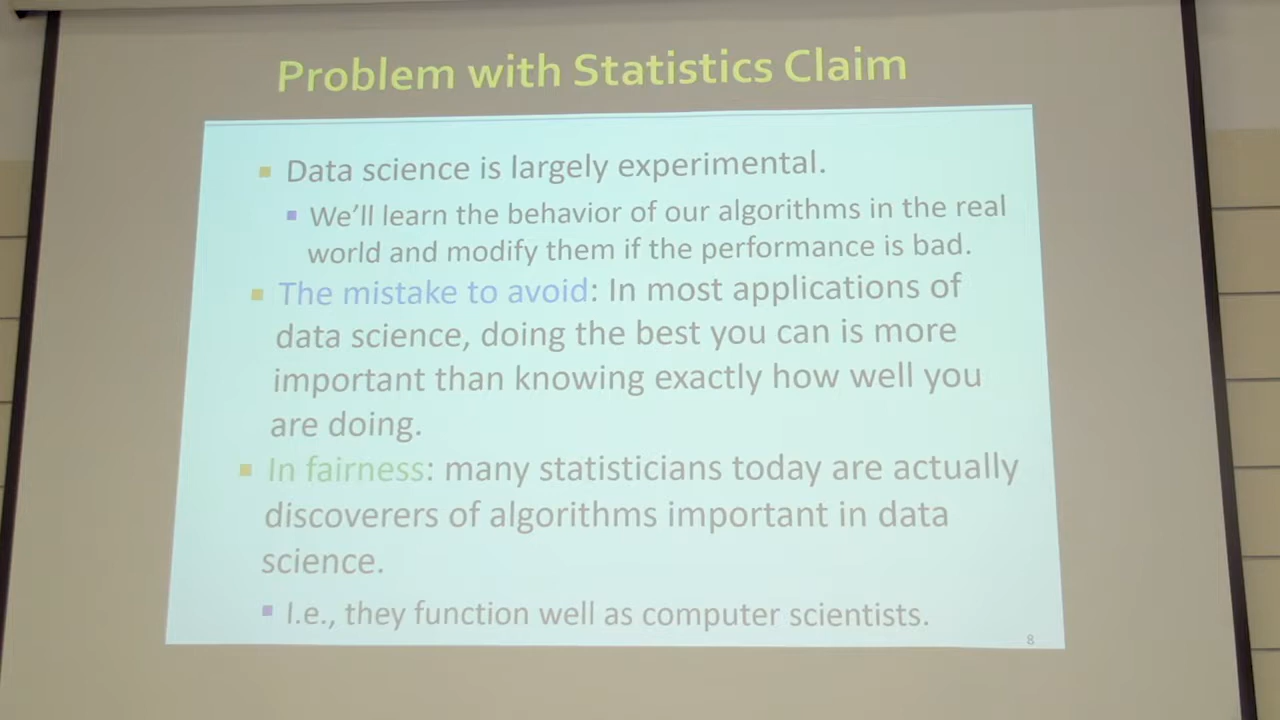 Problem with Statistics Claim
Data science is largely experimental.
We'll learn the behavior of our algorithms in the real
world and modify them if the performance is bad.
The mistake to avoid: In most applications of
data science, doing the best you can is more
important than knowing exactly how well you
are doing.
In fairness: many statisticians today are actually
discoverers of algorithms important in data
science.
I.e., they function well as computer scientists.
8